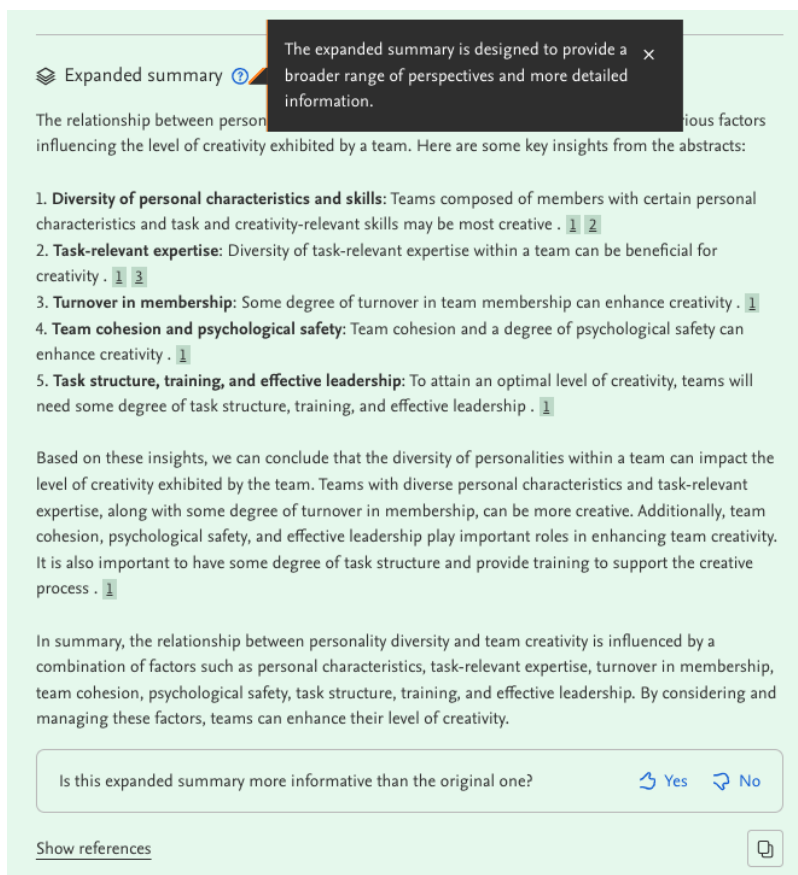 The expanded summary is designed to provide a
broader range of perspectives and more detailed
information.
Expanded summary
The relationship between person
ious factors
influencing the level of creativity exhibited by a team. Here are some key insights from the abstracts:
1. Diversity of personal characteristics and skills: Teams composed of members with certain personal
characteristics and task and creativity-relevant skills may be most creative . 1 2
2. Task-relevant expertise: Diversity of task-relevant expertise within a team can be beneficial for
creativity . 1 3
3. Turnover in membership: Some degree of turnover in team membership can enhance creativity . 1
4. Team cohesion and psychological safety: Team cohesion and a degree of psychological safety can
enhance creativity . 1
5. Task structure, training, and effective leadership: To attain an optimal level of creativity, teams will
need some degree of task structure, training, and effective leadership . 1
Based on these insights, we can conclude that the diversity of personalities within a team can impact the
level of creativity exhibited by the team. Teams with diverse personal characteristics and task-relevant
expertise, along with some degree of turnover in membership, can be more creative. Additionally, team
cohesion, psychological safety, and effective leadership play important roles in enhancing team creativity.
It is also important to have some degree of task structure and provide training to support the creative
process . 1
In summary, the relationship between personality diversity and team creativity is influenced by a
combination of factors such as personal characteristics, task-relevant expertise, turnover in membership,
team cohesion, psychological safety, task structure, training, and effective leadership. By considering and
managing these factors, teams can enhance their level of creativity.
Is this expanded summary more informative than the original one?
Yes
No
Show references